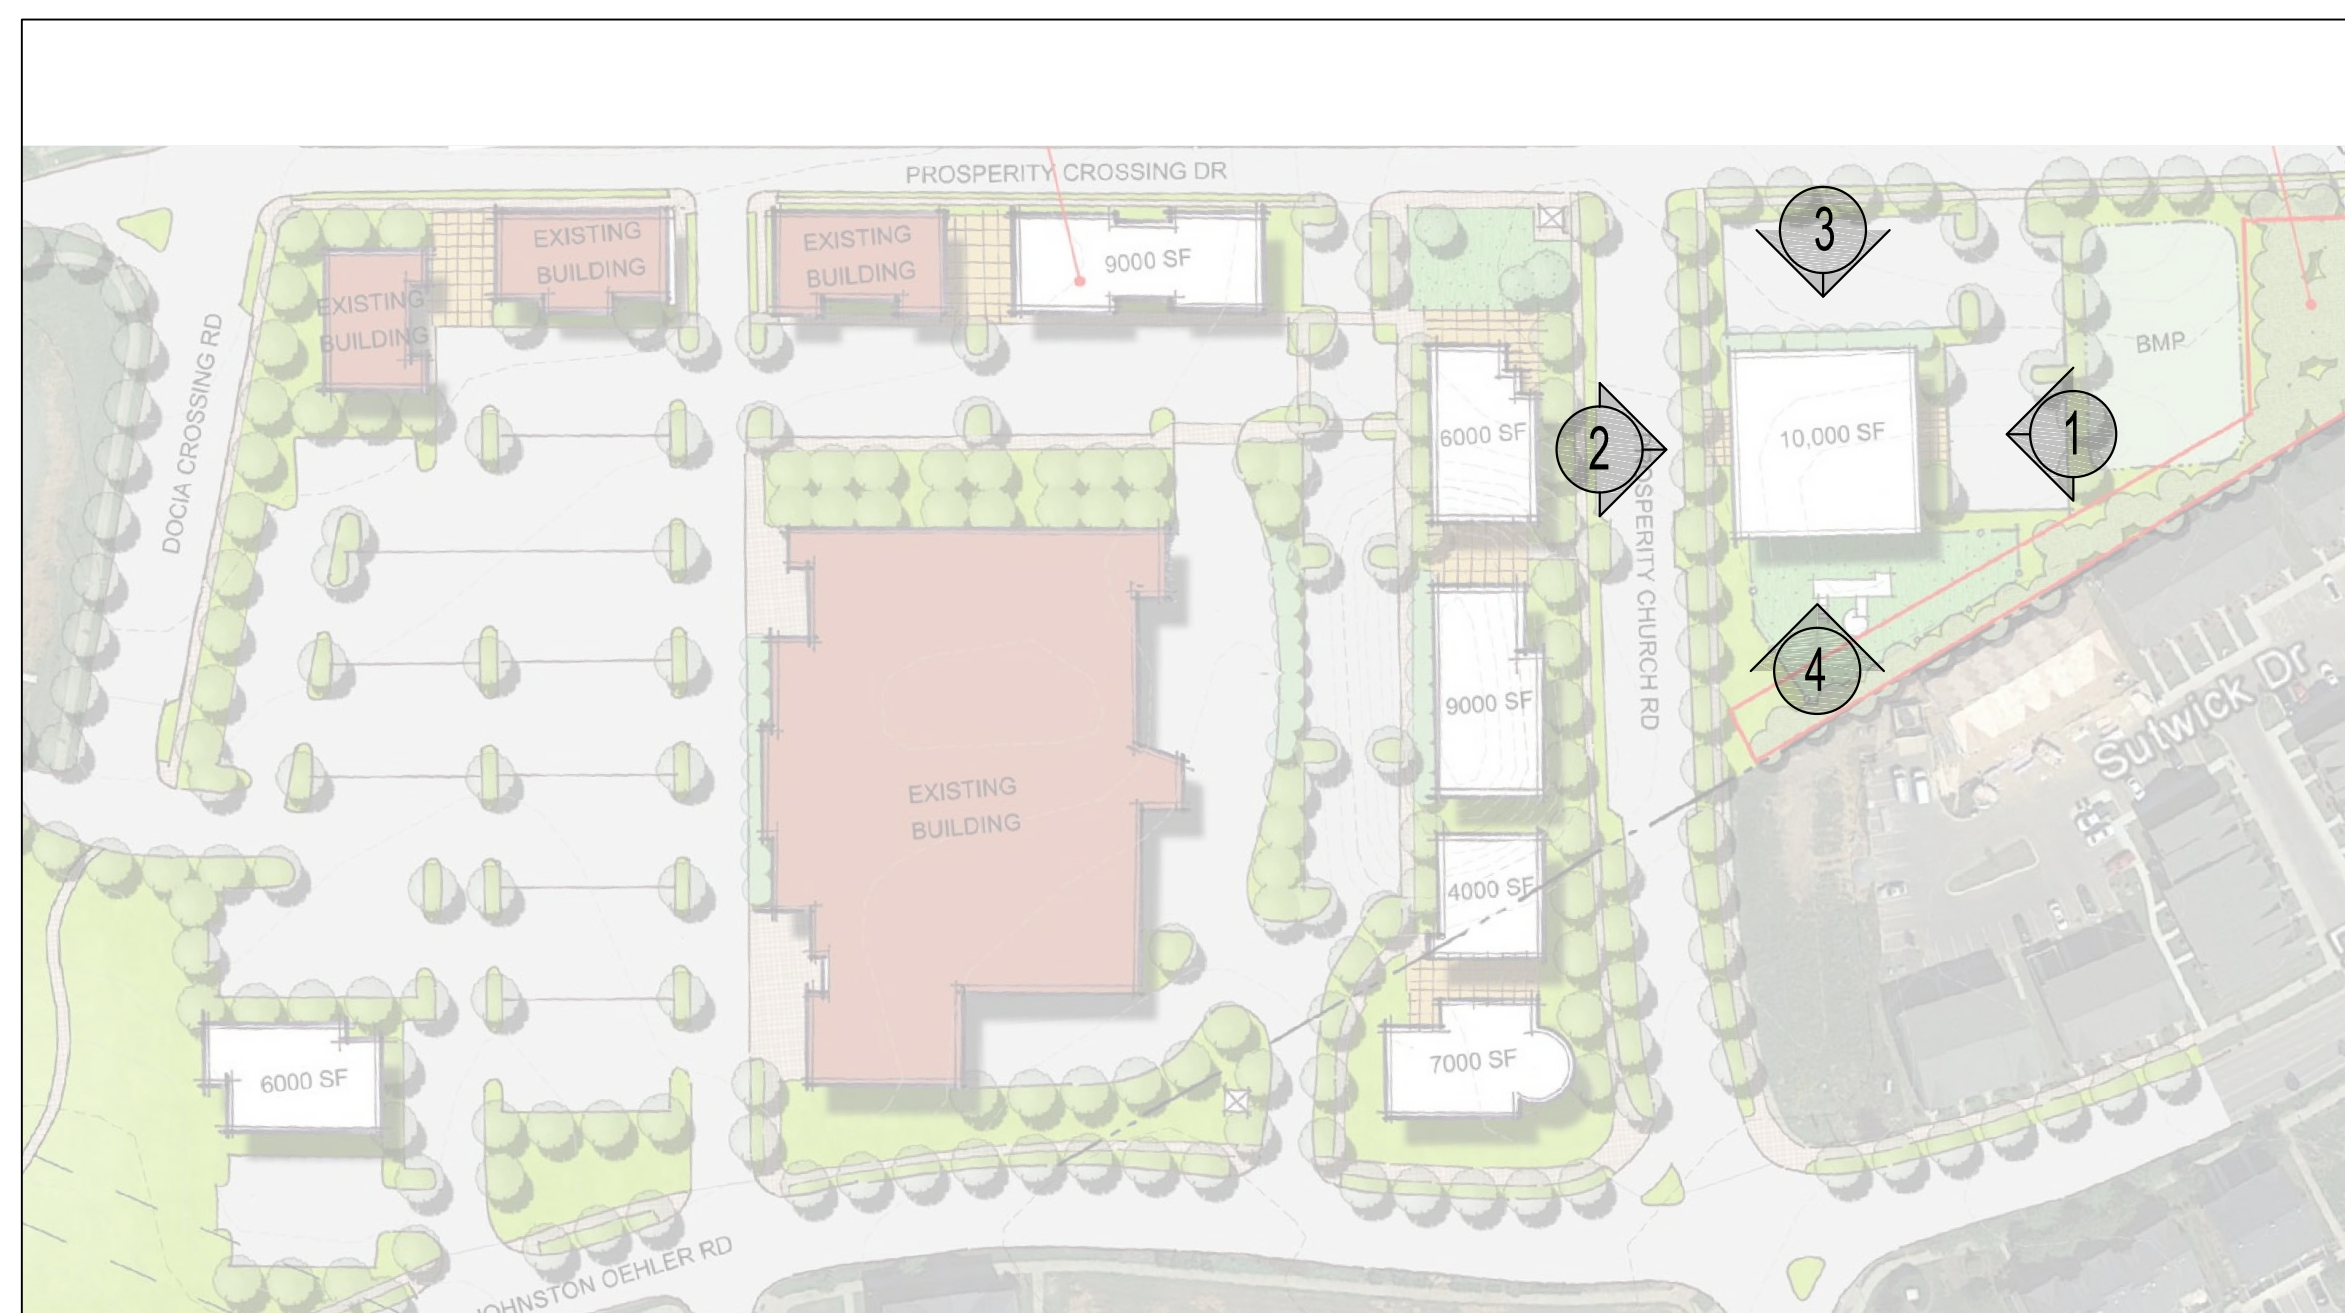 PROSPERITY CROSSING DR
EXISTING
BUILDING
EXISTING
BUILDING
EXISTING
BUILDING
9000 SF
3
DOCIA CROSSING RD
BMP
6000 SF
2
10,000 SF
1
CHURCH RD
4
9000 SF
Sutwick Dr
EXISTING
BUILDING
4000 SF
7000 SF
6000 SF
OEHLER RD